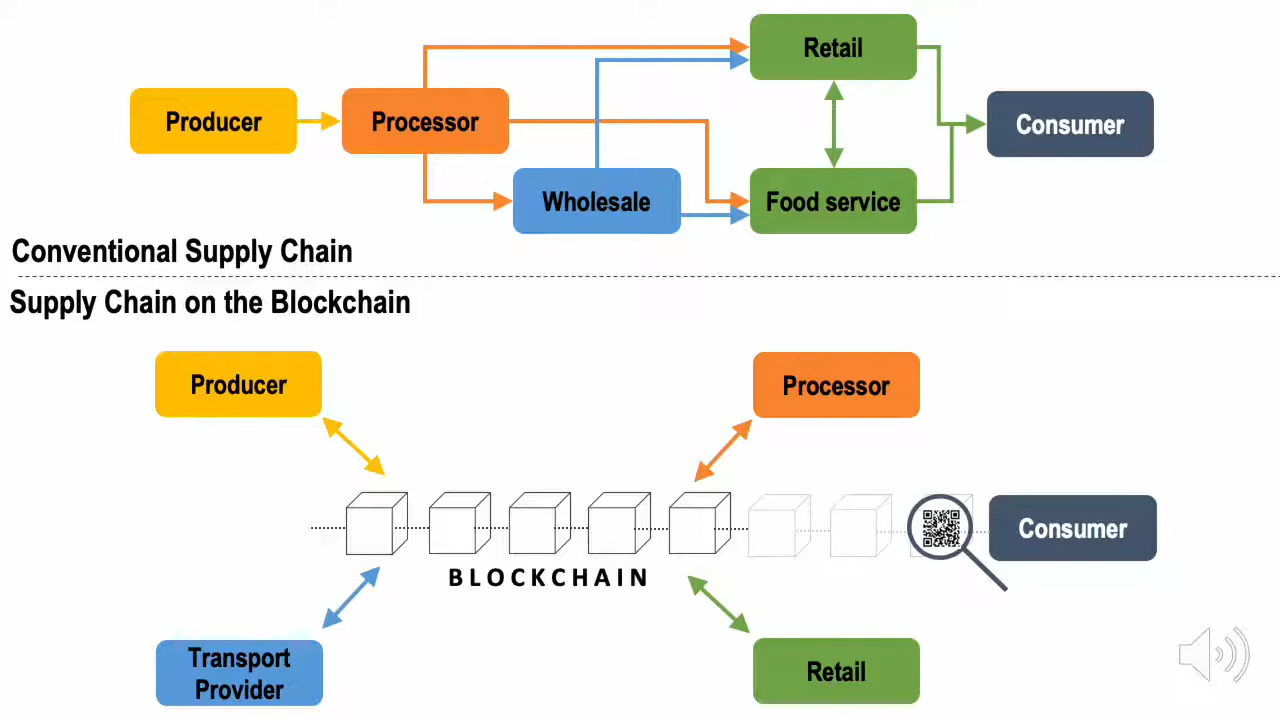 Retail
Producer
Processor
Consumer
Wholesale
Food service
Conventional Supply Chain
Supply Chain on the Blockchain
Producer
Processor
Consumer
BLOCKCHAIN
Transport
Provider
Retail